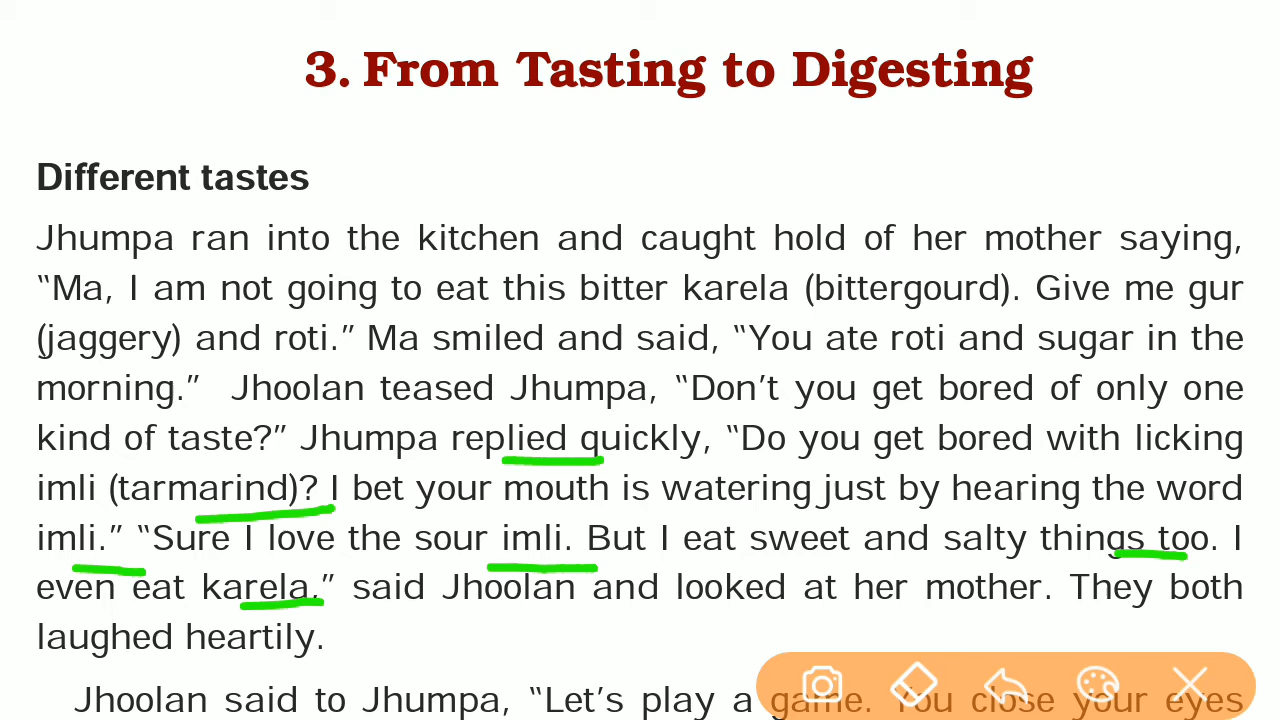 3. From Tasting to Digesting
Different tastes
Jhumpa ran into the kitchen and caught hold of her mother saying,
“Ma, I am not going to eat this bitter karela (bittergourd). Give me gur
(jaggery) and roti.” Ma smiled and said, “You ate roti and sugar in the
morning.” Jhoolan teased Jhumpa, “Don’t you get bored of only one
kind of taste?” Jhumpa replied quickly, “Do you get bored with licking
imli (tarmarind)? I bet your mouth is watering just by hearing the word
imli.” “Sure I love the sour imli. But I eat sweet and salty things too. I
even eat karela,” said Jhoolan and looked at her mother. They both
laughed heartily.
Jhoolan said to Jhumpa, “Let’s play a game. You close your eyes